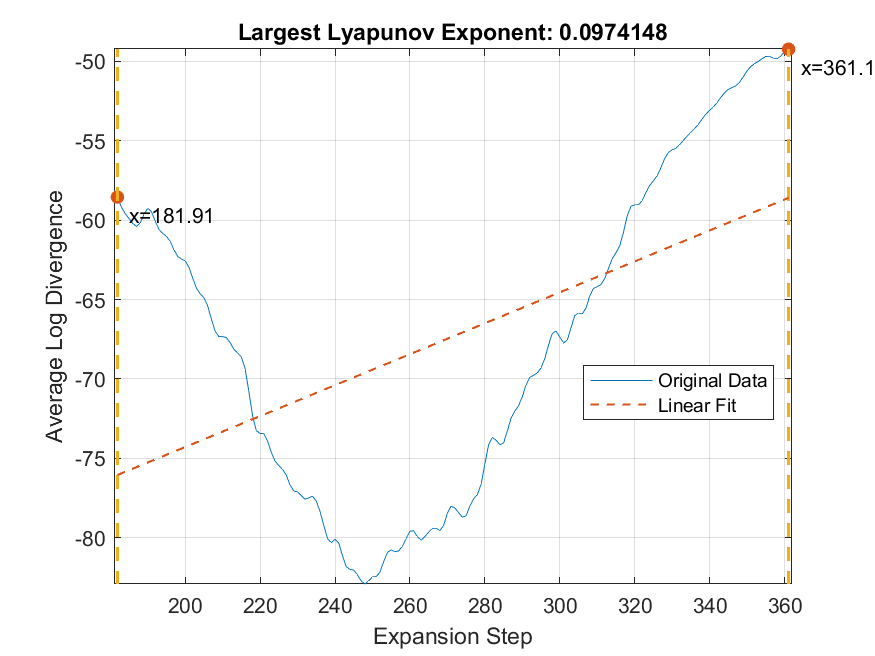 Largest Lyapunov Exponent: 0.0974148
-50
-55
-60
-65
-70
-75
-80
Average Log Divergence
x=181.91
x=361.1
Original Data
Linear Fit
200 220 240 260 280 300 320 340 360
Expansion Step